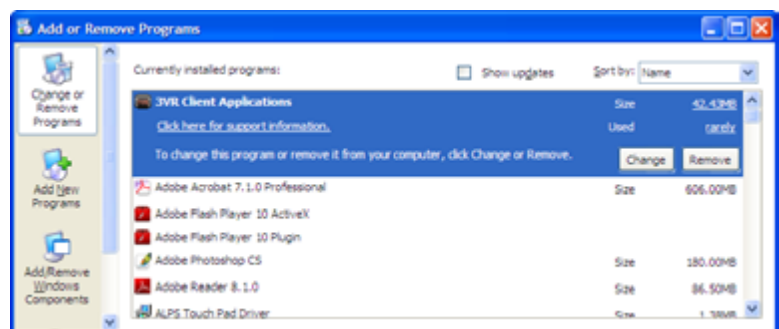 Add or Remove Programs
Change or
Remove
Programs
Add New
Programs
Add/Remove
Windows
Components
Currently installed programs:
Show updates
Sort by: Name
3VR Client Applications
Size 42.43MB
Click here for support information.
Used rarely
To change this program or remove it from your computer, click Change or Remove.
Change Remove
Adobe Acrobat 7.1.0 Professional Size 606.00MB
Adobe Flash Player 10 ActiveX
Adobe Flash Player 10 Plugin
Adobe Photoshop CS Size 180.00MB
Adobe Reader 8.1.0 Size 86.50MB
ALPS Touch Pad Driver Size 1.38MB